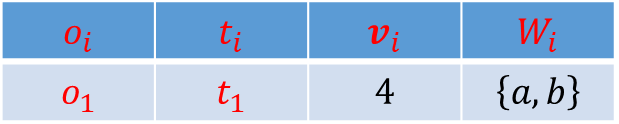 o_i t_i v_i W_i
o_1 t_1 4 {a, b}